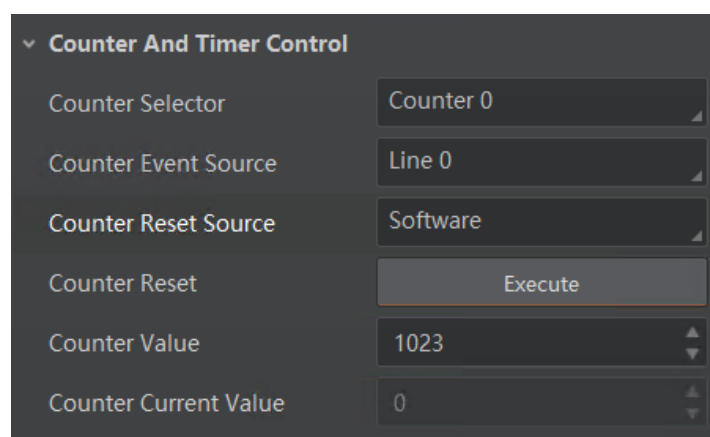 Counter And Timer Control
Counter Selector Counter 0
Counter Event Source Line 0
Counter Reset Source Software
Counter Reset Execute
Counter Value 1023
Counter Current Value 0